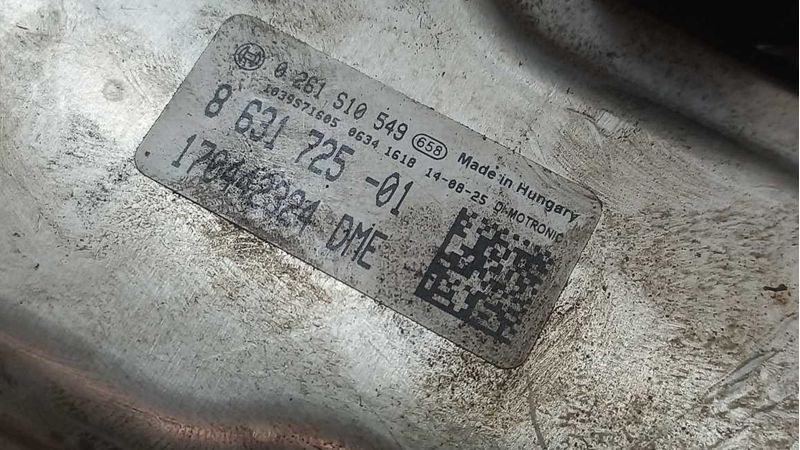 0 261 S10 549 658 Made in Hungary
1039S71605 0634 1618 14-08-25 DI-MOTRONIC
8 631 725 -01
170442324 DME